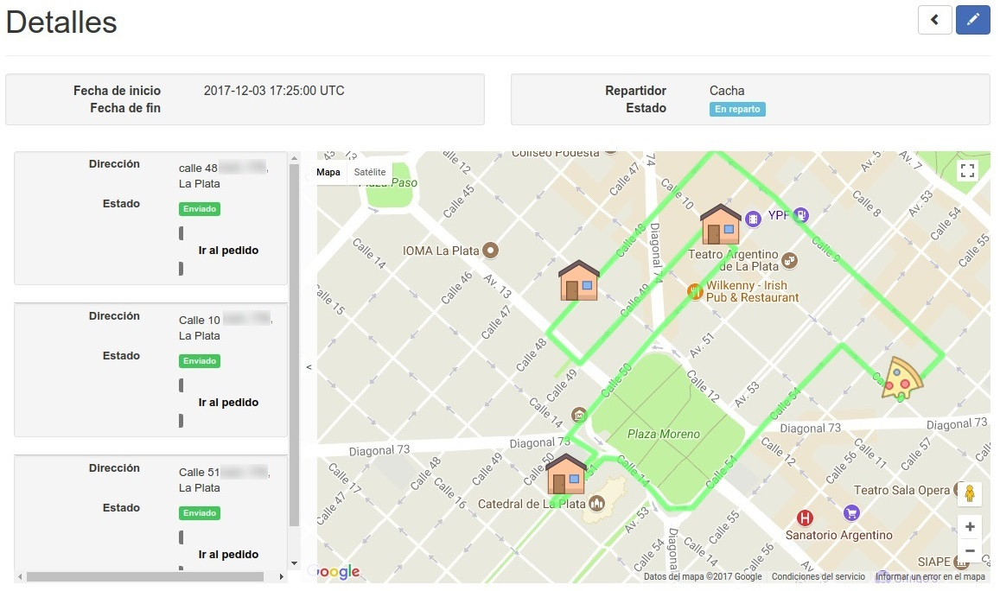 Detalles
Fecha de inicio 2017-12-03 17:25:00 UTC
Fecha de fin
Repartidor Cacha
Estado En reparto
Dirección calle 48 ,
La Plata
Estado Enviado
Ir al pedido
Dirección Calle 10 ,
La Plata
Estado Enviado
Ir al pedido
Dirección Calle 51 ,
La Plata
Estado Enviado
Ir al pedido
<
Mapa Satélite
Coliseo Podestá
Calle 12
74
Calle 47
Av. 7
Plaza Paso
Calle 45
Calle 10
Calle 8
Av. 53
Calle 54
YPF
Calle 48
Diagonal 74
Calle 9
Calle 55
IOMA La Plata
Calle 14
Teatro Argentino
de La Plata
Calle 46
Av. 13
Calle 49
Wilkenny - Irish
Pub & Restaurant
Calle 15
Calle 47
Calle 48
Av. 51
Calle 50
Calle 49
Calle 12
Av. 53
Calle 54
Calle 14
Plaza Moreno
Diagonal 73
Diagonal 73
Diagonal 73
Diagonal 73
Calle 12
Calle 56
Calle 11
Calle 57
Calle 17
Calle 48
Calle 49
Calle 50
Calle 14
Calle 54
Calle 16
Calle 47
Catedral de La Plata
Teatro Sala Opera
Av. 53
Calle 55
H
Sanatorio Argentino
Diagonal
Calle 54
Calle 14
Calle 56
Av.
SIAPE
+
−
Google
Datos del mapa ©2017 Google Condiciones del servicio Informar un error en el mapa